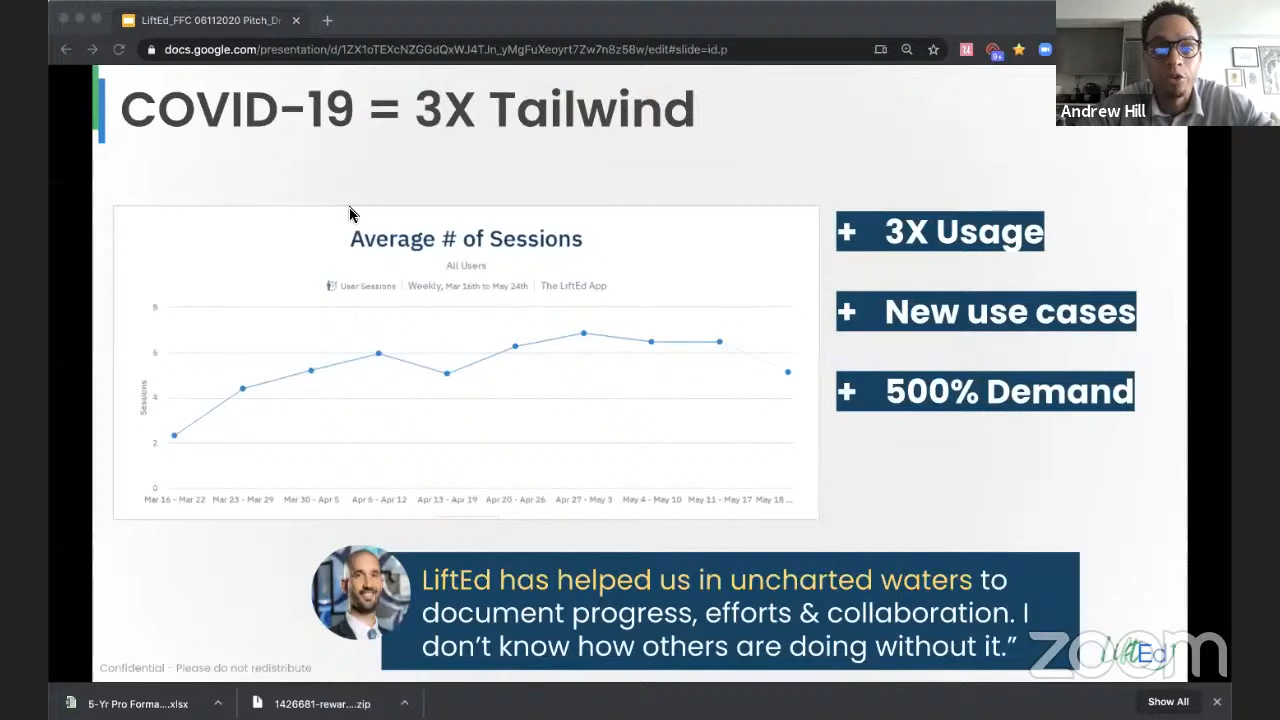 LiftEd_FFC 06112020 Pitch_Dr
docs.google.com/presentation/d/1ZX1oTEXcNZGGdQxWJ4TJn_yMgFuXeoyrt7Zw7n8z58w/edit#slide=id.p
9+
Andrew Hill
COVID-19 = 3X Tailwind
Average # of Sessions
All Users
User Sessions | Weekly, Mar 16th to May 24th | The LiftEd App
8
6
4
2
0
Sessions
Mar 16 - Mar 22 Mar 23 - Mar 29 Mar 30 - Apr 5 Apr 6 - Apr 12 Apr 13 - Apr 19 Apr 20 - Apr 26 Apr 27 - May 3 May 4 - May 10 May 11 - May 17 May 18 ...
+ 3X Usage
+ New use cases
+ 500% Demand
LiftEd has helped us in uncharted waters to
document progress, efforts & collaboration. I
don't know how others are doing without it.”
Confidential - Please do not redistribute
LiftEd
zoom
5-Yr Pro Forma....xlsx
1426681-rewar....zip
Show All